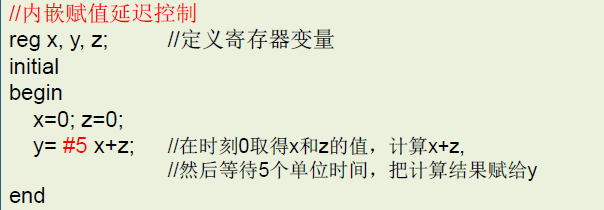 //内嵌赋值延迟控制
reg x, y, z; //定义寄存器变量
initial
begin
x=0; z=0;
y= #5 x+z; //在时刻0取得x和z的值，计算x+z,
//然后等待5个单位时间，把计算结果赋给y
end